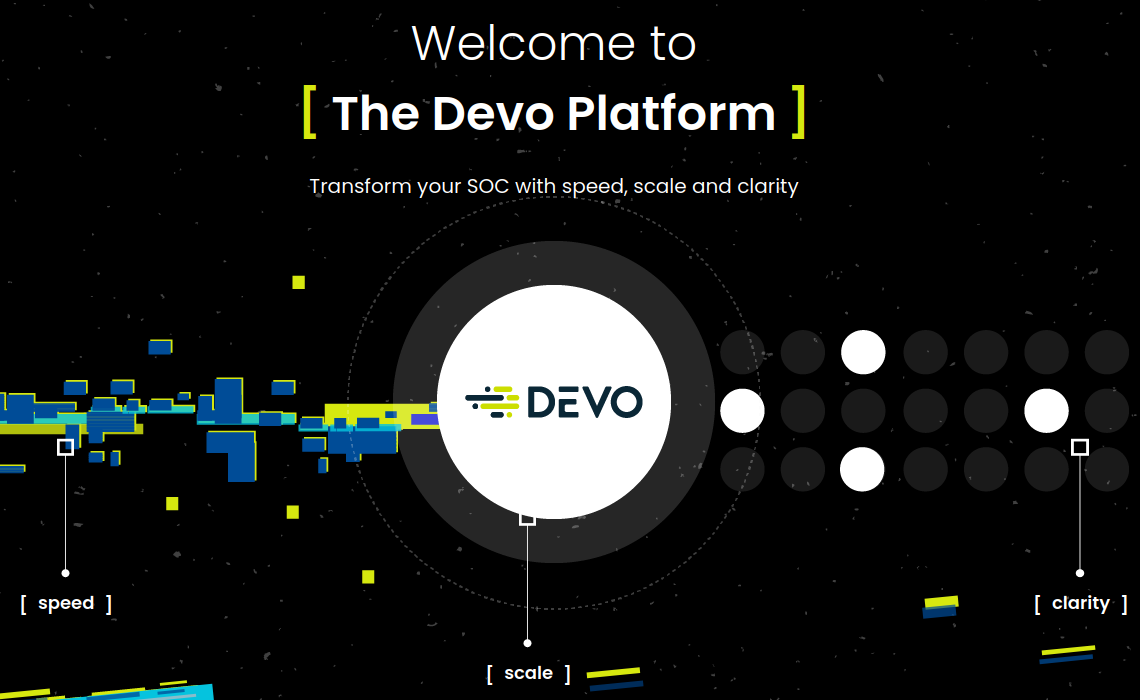 Welcome to
[ The Devo Platform ]
Transform your SOC with speed, scale and clarity
DEVO
[ speed ]
[ clarity ]
[ scale ]